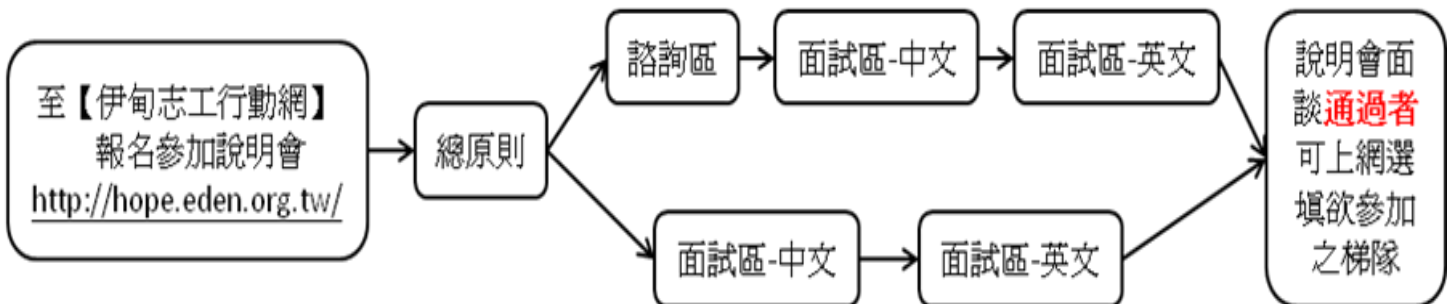 至【伊甸志工行動網】
報名參加說明會
http://hope.eden.org.tw/
總原則
諮詢區
面試區-中文
面試區-英文
面試區-中文
面試區-英文
說明會面
談通過者
可上網選
填欲參加
之梯隊